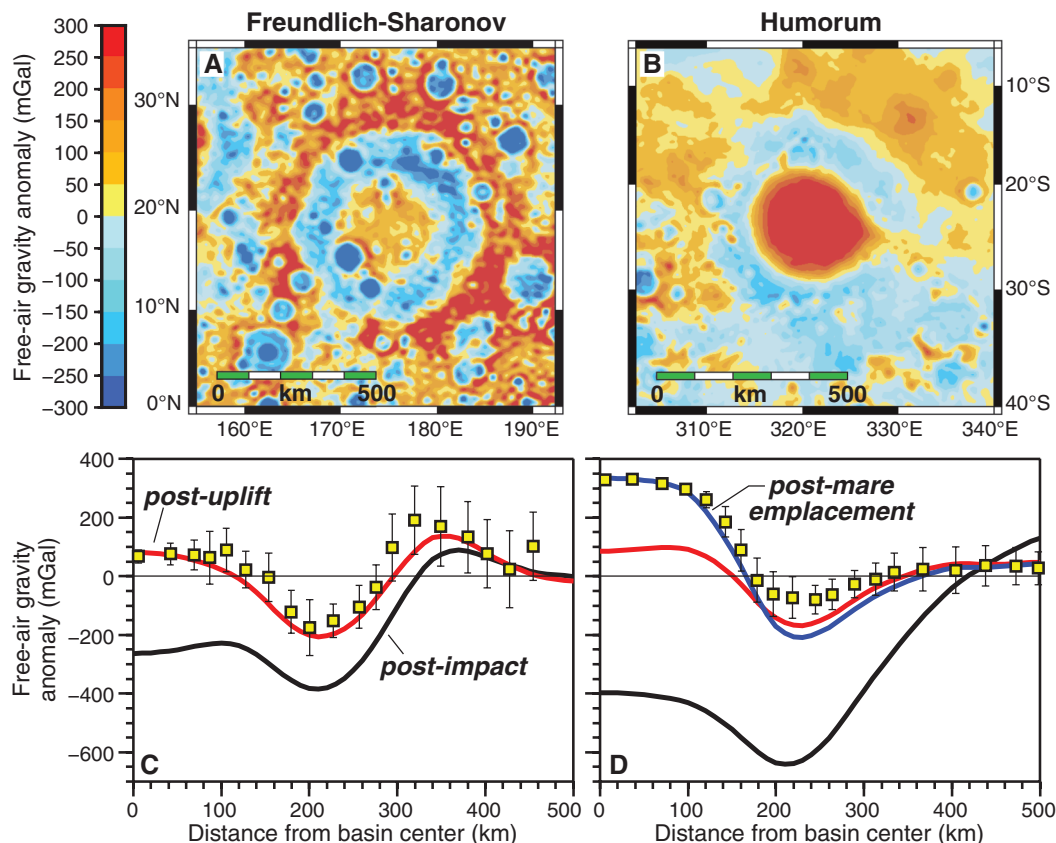 Freundlich-Sharonov
Humorum
Free-air gravity anomaly (mGal)
300
250
200
150
100
50
0
−50
−100
−150
−200
−250
−300
A
30°N
20°N
10°N
0°N
0 km 500
160°E 170°E 180°E 190°E
B
10°S
20°S
30°S
40°S
0 km 500
310°E 320°E 330°E 340°E
Free-air gravity
anomaly (mGal)
400
200
0
−200
−400
−600
post-uplift
post-impact
C
0 100 200 300 400 500
Distance from basin center (km)
post-mare
emplacement
D
0 100 200 300 400 500
Distance from basin center (km)